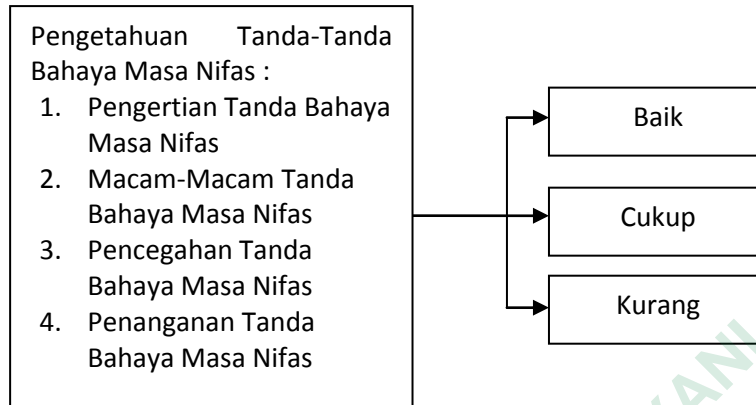 Pengetahuan Tanda-Tanda
Bahaya Masa Nifas :
1. Pengertian Tanda Bahaya
Masa Nifas
2. Macam-Macam Tanda
Bahaya Masa Nifas
3. Pencegahan Tanda
Bahaya Masa Nifas
4. Penanganan Tanda
Bahaya Masa Nifas
Baik
Cukup
Kurang
YANI